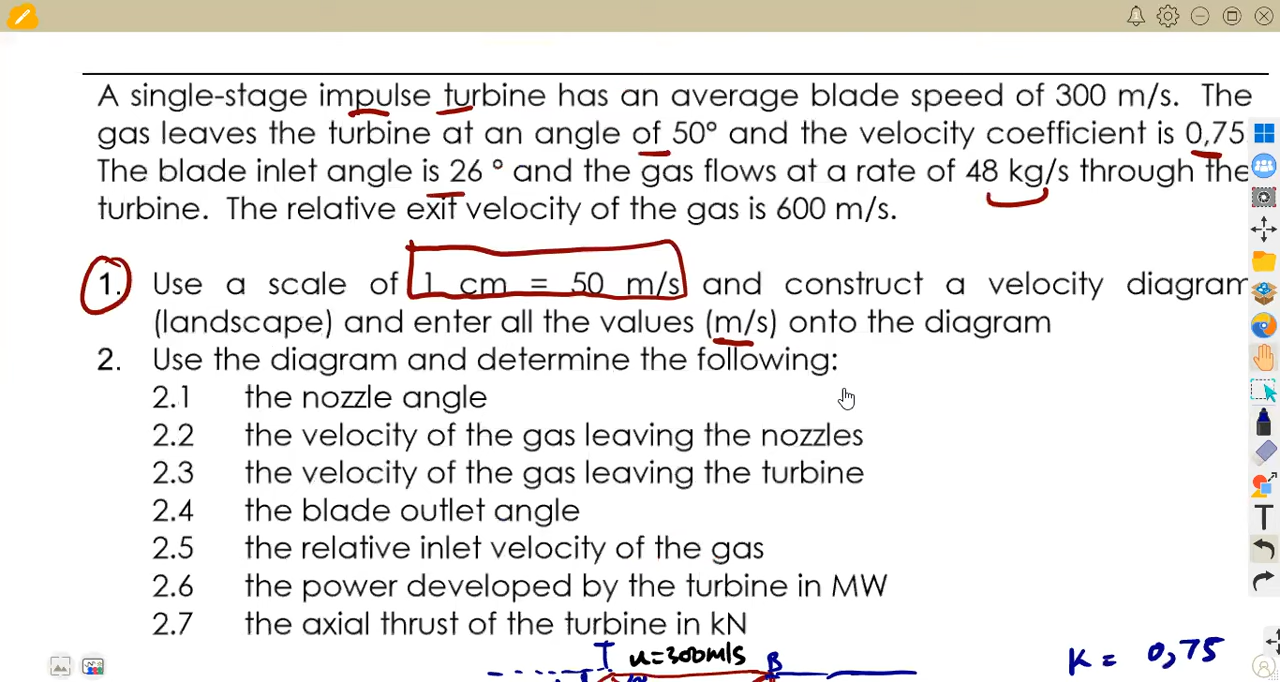 A single-stage impulse turbine has an average blade speed of 300 m/s. The
gas leaves the turbine at an angle of 50° and the velocity coefficient is 0,75
The blade inlet angle is 26 ° and the gas flows at a rate of 48 kg/s through the
turbine. The relative exit velocity of the gas is 600 m/s.
1. Use a scale of 1 cm = 50 m/s and construct a velocity diagram
(landscape) and enter all the values (m/s) onto the diagram
2. Use the diagram and determine the following:
2.1 the nozzle angle
2.2 the velocity of the gas leaving the nozzles
2.3 the velocity of the gas leaving the turbine
2.4 the blade outlet angle
2.5 the relative inlet velocity of the gas
2.6 the power developed by the turbine in MW
2.7 the axial thrust of the turbine in kN
u=300m/s B
K = 0,75